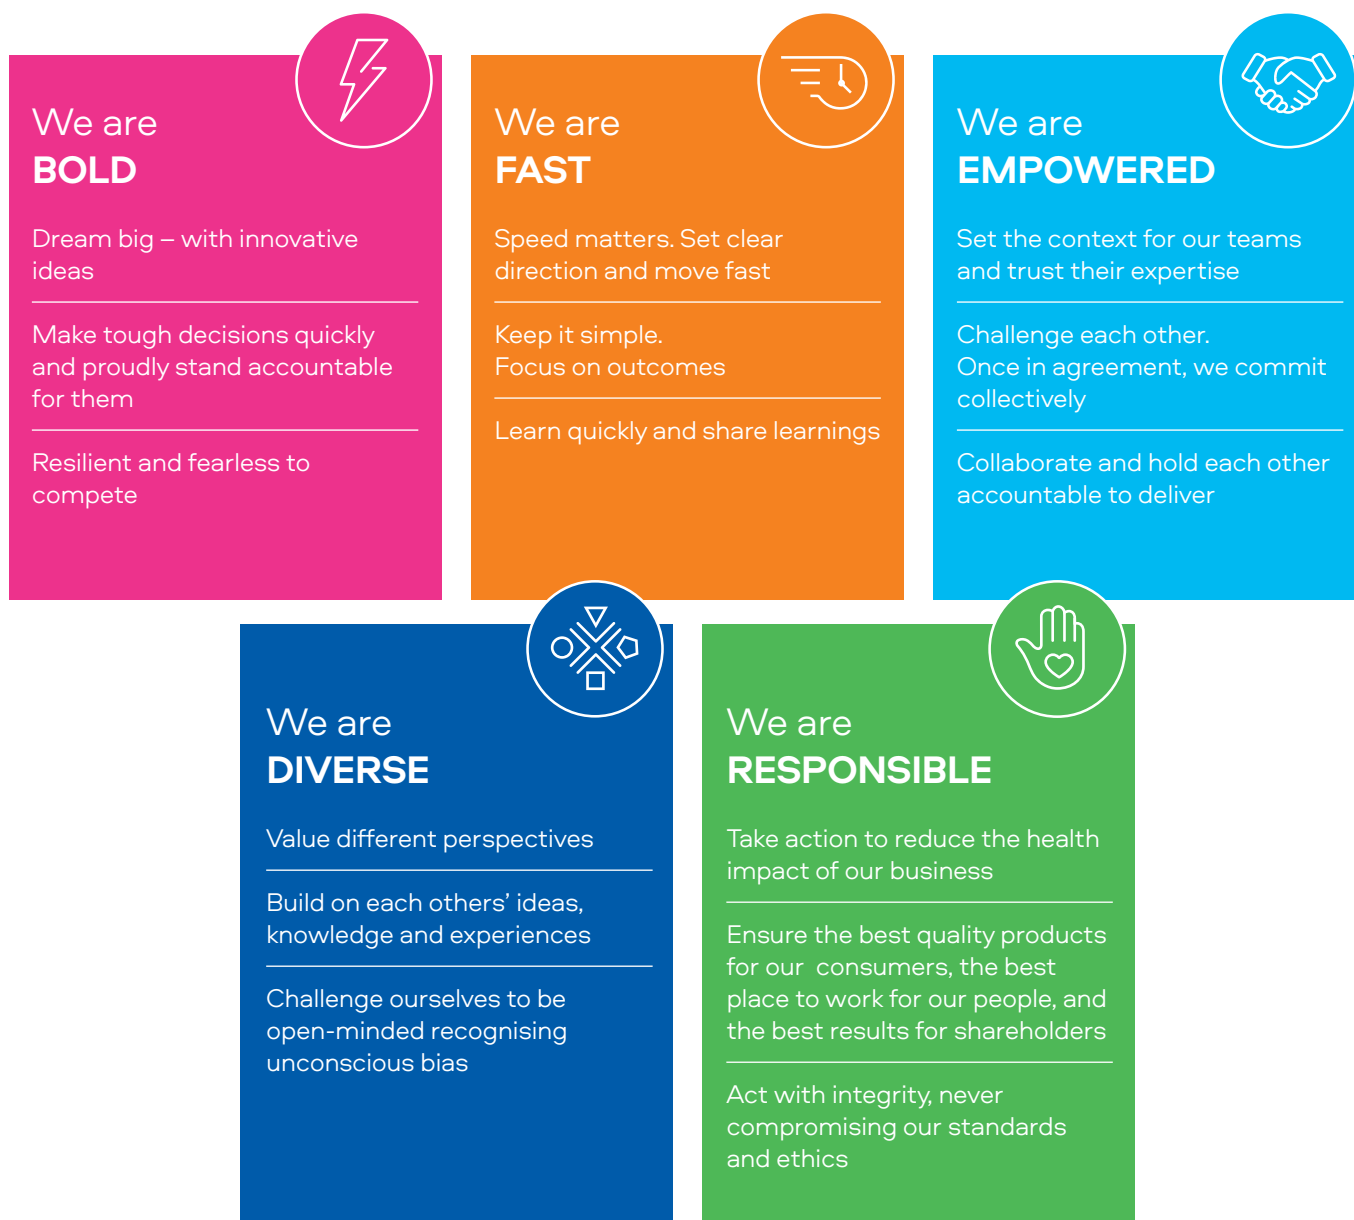 We are
BOLD
Dream big – with innovative
ideas
Make tough decisions quickly
and proudly stand accountable
for them
Resilient and fearless to
compete
We are
FAST
Speed matters. Set clear
direction and move fast
Keep it simple.
Focus on outcomes
Learn quickly and share learnings
We are
EMPOWERED
Set the context for our teams
and trust their expertise
Challenge each other.
Once in agreement, we commit
collectively
Collaborate and hold each other
accountable to deliver
We are
DIVERSE
Value different perspectives
Build on each others’ ideas,
knowledge and experiences
Challenge ourselves to be
open-minded recognising
unconscious bias
We are
RESPONSIBLE
Take action to reduce the health
impact of our business
Ensure the best quality products
for our  consumers, the best
place to work for our people, and
the best results for shareholders
Act with integrity, never
compromising our standards
and ethics